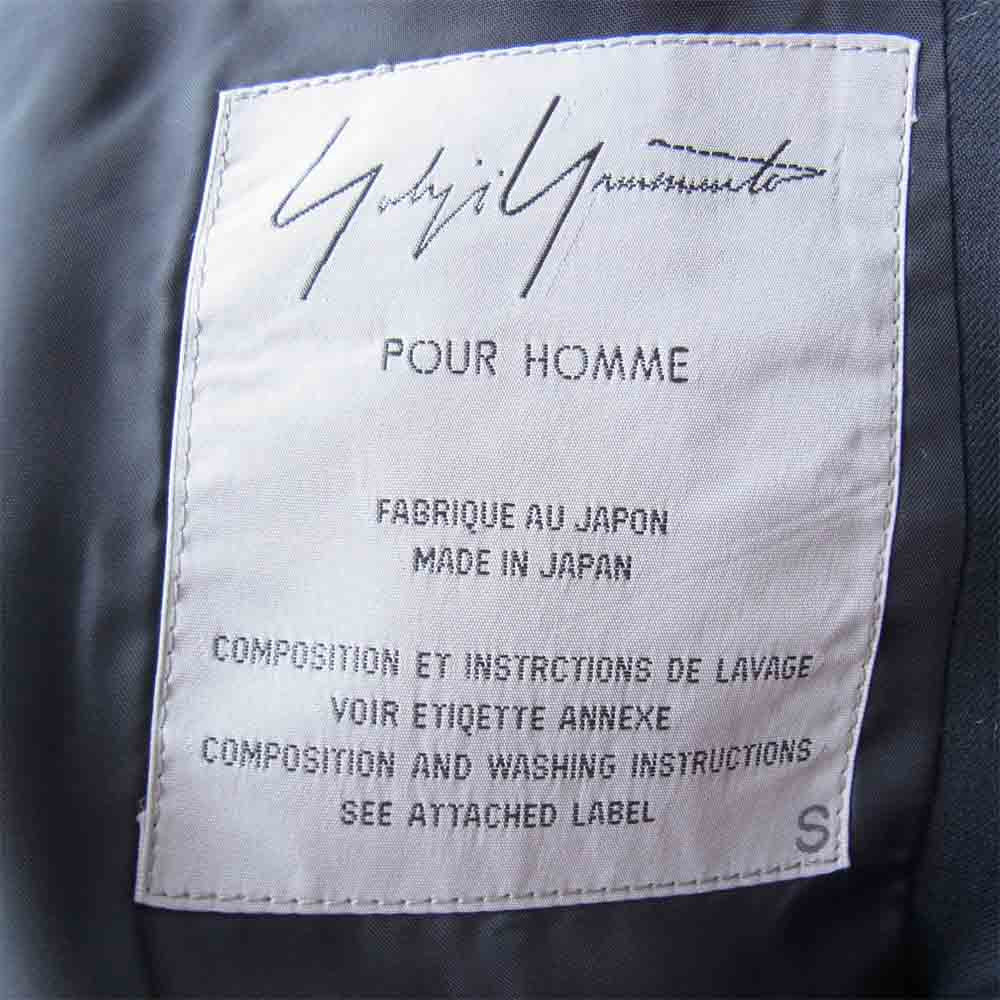 Yohji Yamamoto
POUR HOMME
FABRIQUE AU JAPON
MADE IN JAPAN
COMPOSITION ET INSTRCTIONS DE LAVAGE
VOIR ETIQETTE ANNEXE
COMPOSITION AND WASHING INSTRUCTIONS
SEE ATTACHED LABEL
S